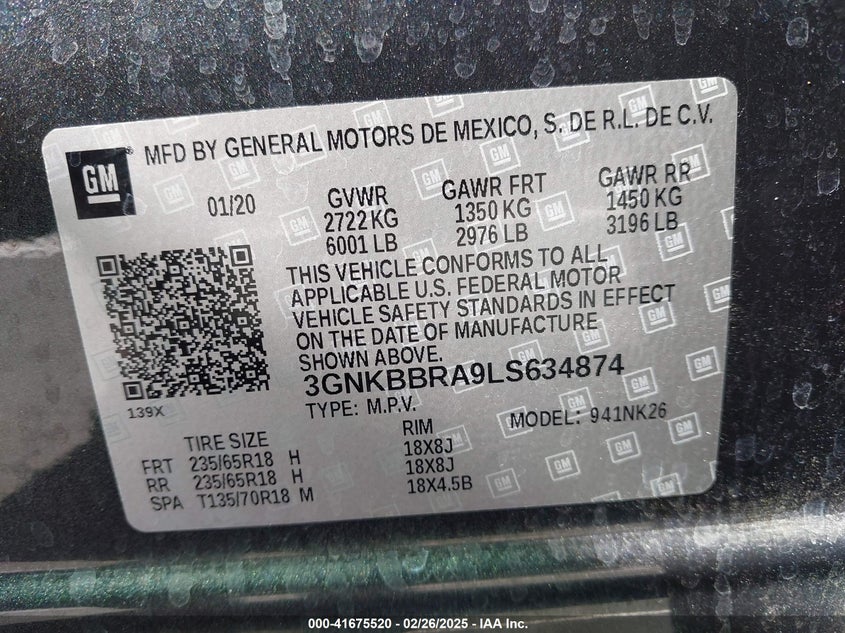 MFD BY GENERAL MOTORS DE MEXICO, S. DE R.L. DE C.V.
GM
01/20
GVWR GAWR FRT GAWR RR
2722 KG 1350 KG 1450 KG
6001 LB 2976 LB 3196 LB
THIS VEHICLE CONFORMS TO ALL
APPLICABLE U.S. FEDERAL MOTOR
VEHICLE SAFETY STANDARDS IN EFFECT
ON THE DATE OF MANUFACTURE
SHOWN ABOVE.
3GNKBBRA9LS634874
139X
TYPE: M.P.V. MODEL: 941NK26
TIRE SIZE RIM
FRT 235/65R18 H 18X8J
RR 235/65R18 H 18X8J
SPA T135/70R18 M 18X4.5B
000-41675520 - 02/26/2025 - IAA Inc.